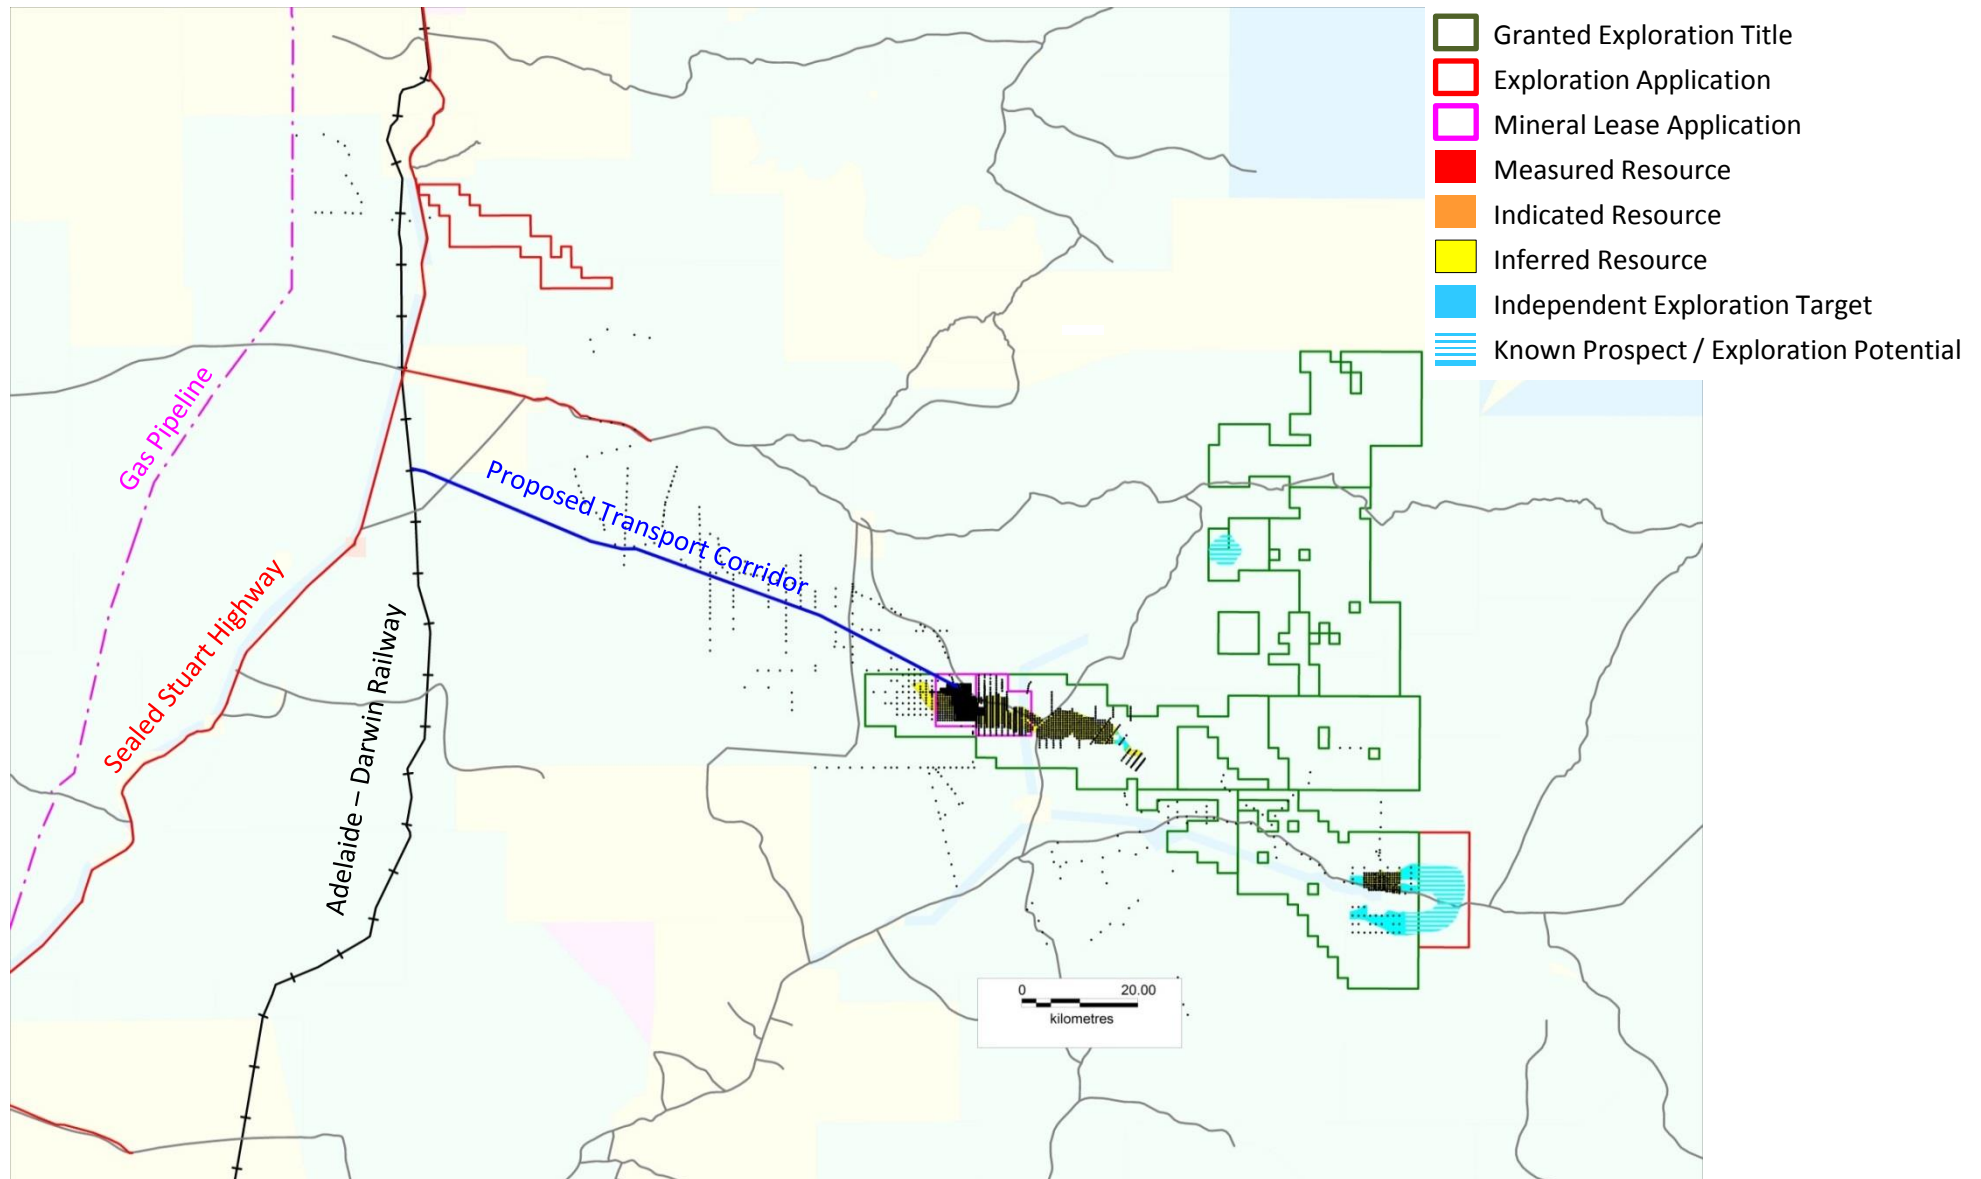 Granted Exploration Title
Exploration Application
Mineral Lease Application
Measured Resource
Indicated Resource
Inferred Resource
Independent Exploration Target
Known Prospect / Exploration Potential
Gas Pipeline
Proposed Transport Corridor
Sealed Stuart Highway
Adelaide – Darwin Railway
0 20.00
kilometres